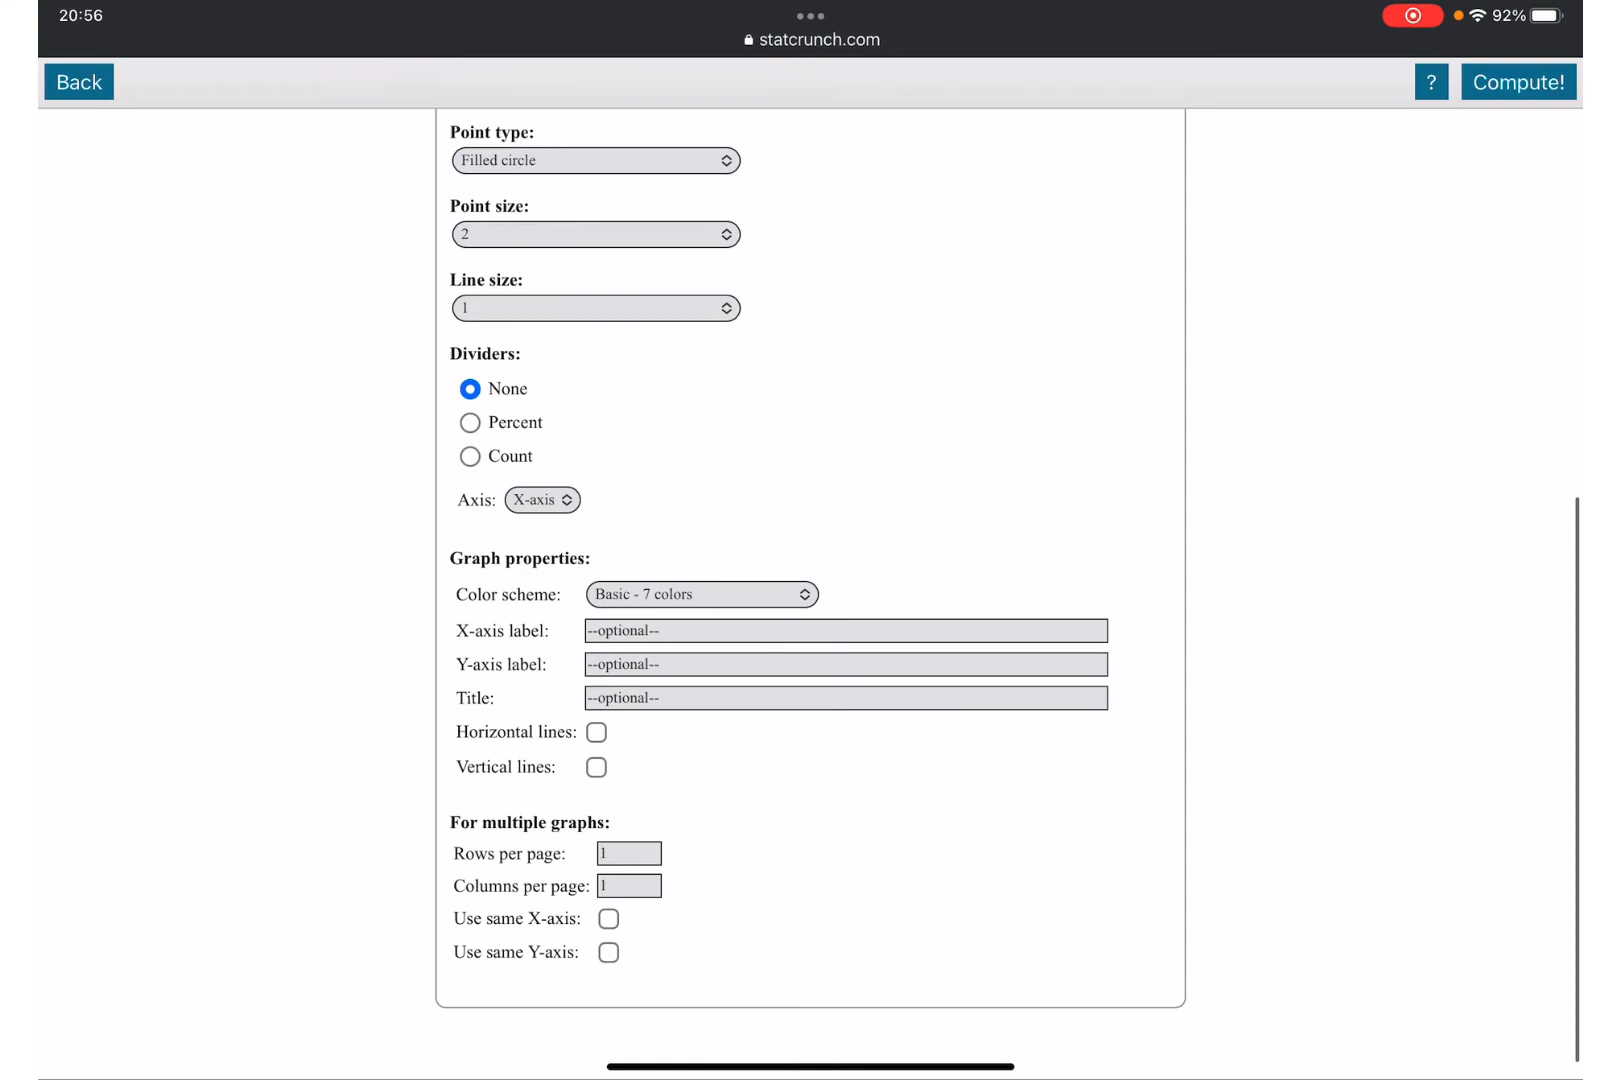 20:56
92%
statcrunch.com
Back
?
Compute!
Point type:
Filled circle
Point size:
2
Line size:
1
Dividers:
None
Percent
Count
Axis: X-axis
Graph properties:
Color scheme: Basic - 7 colors
X-axis label: --optional--
Y-axis label: --optional--
Title: --optional--
Horizontal lines:
Vertical lines:
For multiple graphs:
Rows per page: 1
Columns per page: 1
Use same X-axis:
Use same Y-axis: